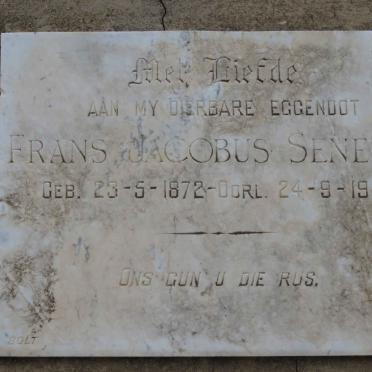 Met Liefde
AAN MY DIERBARE EGGENOOT
FRANS JACOBUS SENE
GEB. 23-5-1872-OORL. 24-9-19
ONS GUN U DIE RUS.
BOLT